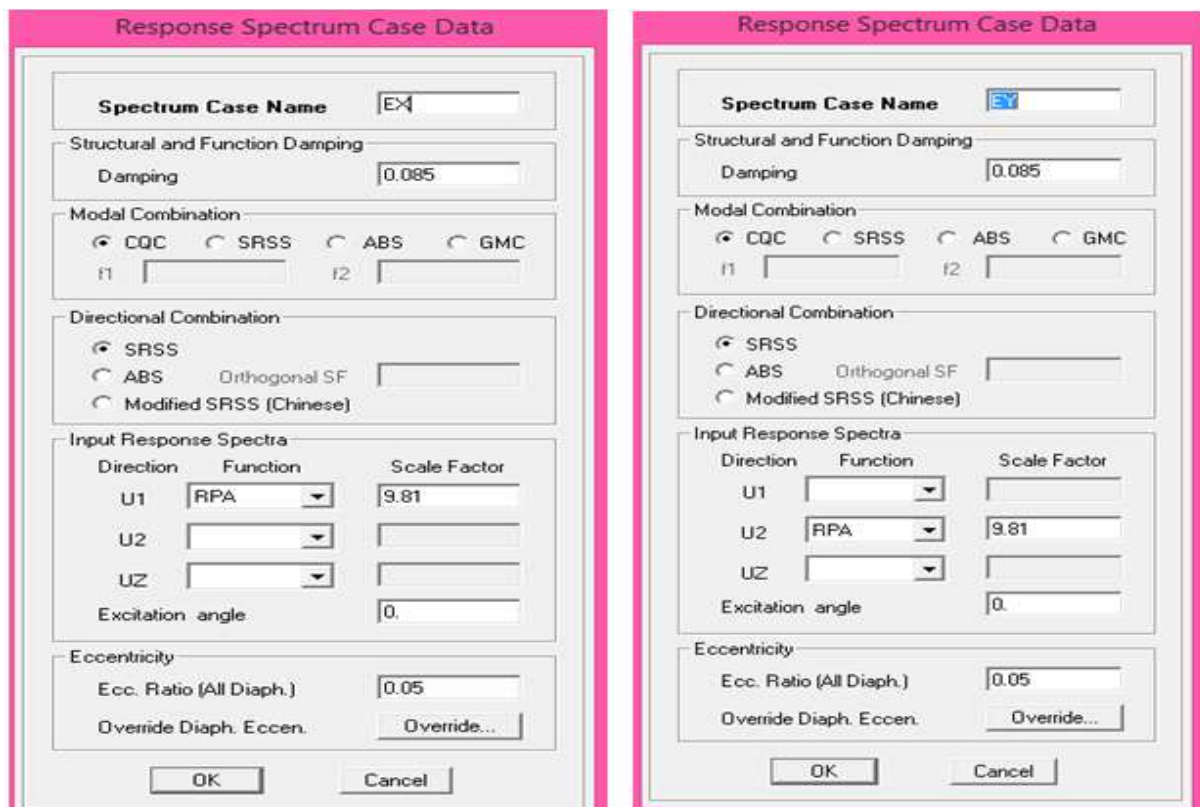 Response Spectrum Case Data
Spectrum Case Name EX
Structural and Function Damping
Damping 0.085
Modal Combination
CQC SRSS ABS GMC
f1 f2
Directional Combination
SRSS
ABS Orthogonal SF
Modified SRSS (Chinese)
Input Response Spectra
Direction Function Scale Factor
U1 RPA 9.81
U2
UZ
Excitation angle 0.
Eccentricity
Ecc. Ratio (All Diaph.) 0.05
Override Diaph. Eccen. Override...
OK Cancel
Response Spectrum Case Data
Spectrum Case Name EY
Structural and Function Damping
Damping 0.085
Modal Combination
CQC SRSS ABS GMC
f1 f2
Directional Combination
SRSS
ABS Orthogonal SF
Modified SRSS (Chinese)
Input Response Spectra
Direction Function Scale Factor
U1
U2 RPA 9.81
UZ
Excitation angle 0.
Eccentricity
Ecc. Ratio (All Diaph.) 0.05
Override Diaph. Eccen. Override...
OK Cancel